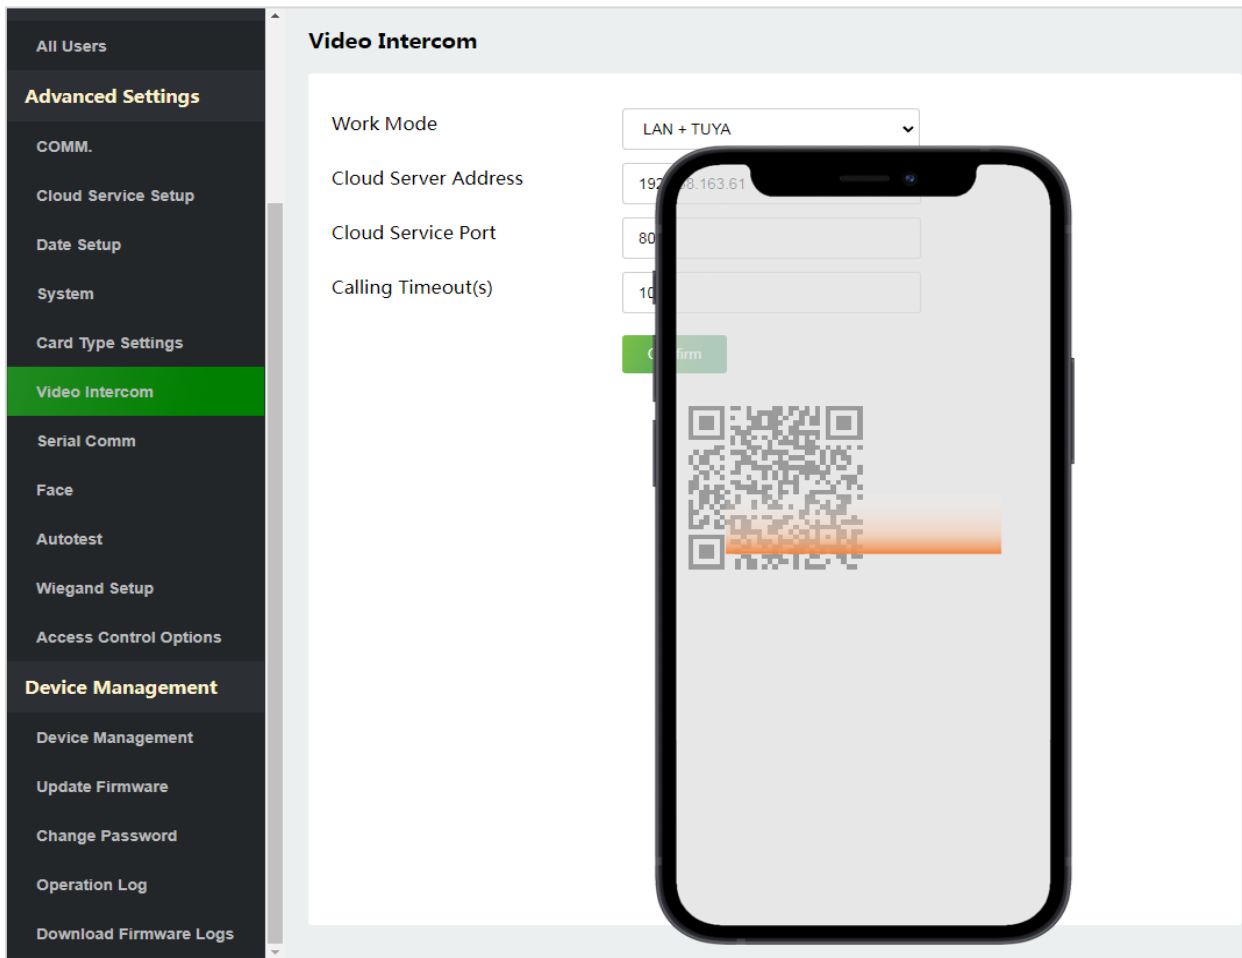 All Users
Advanced Settings
COMM.
Cloud Service Setup
Date Setup
System
Card Type Settings
Video Intercom
Serial Comm
Face
Autotest
Wiegand Setup
Access Control Options
Device Management
Device Management
Update Firmware
Change Password
Operation Log
Download Firmware Logs
Video Intercom
Work Mode
LAN + TUYA
Cloud Server Address
Cloud Service Port
80
Calling Timeout(s)
10